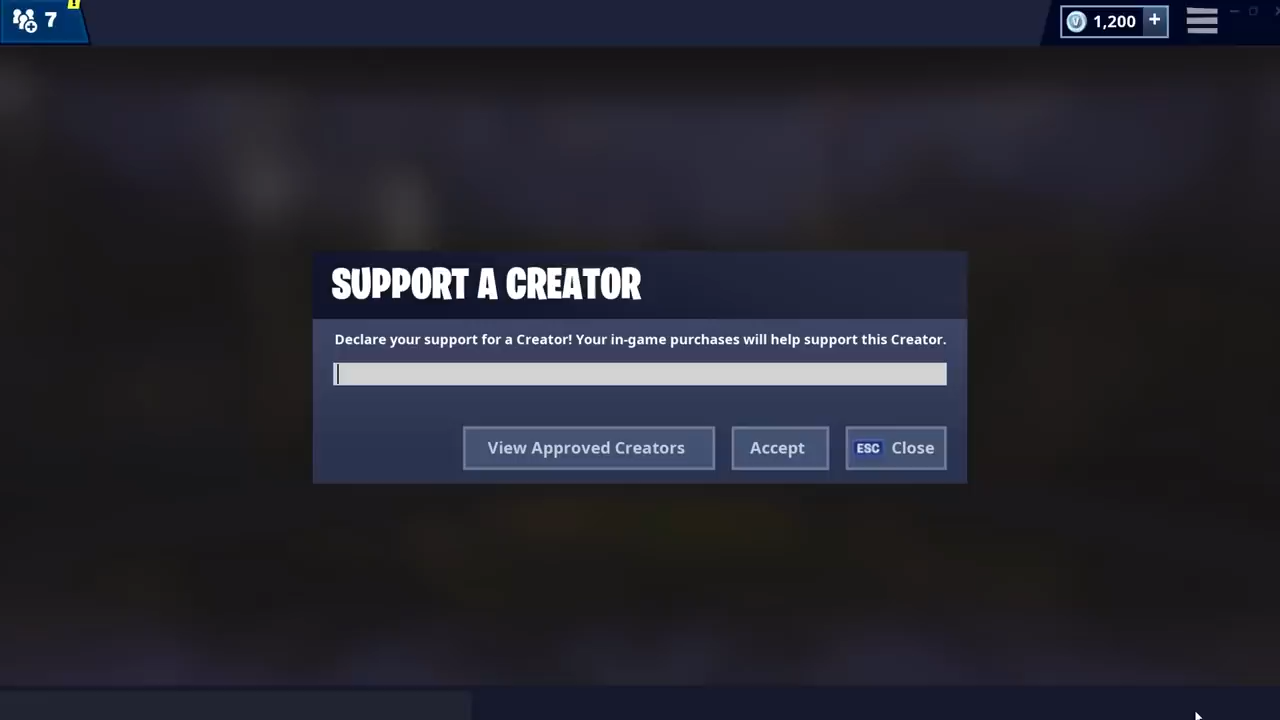 7
!
1,200 +
SUPPORT A CREATOR
Declare your support for a Creator! Your in-game purchases will help support this Creator.
View Approved Creators
Accept
ESC Close